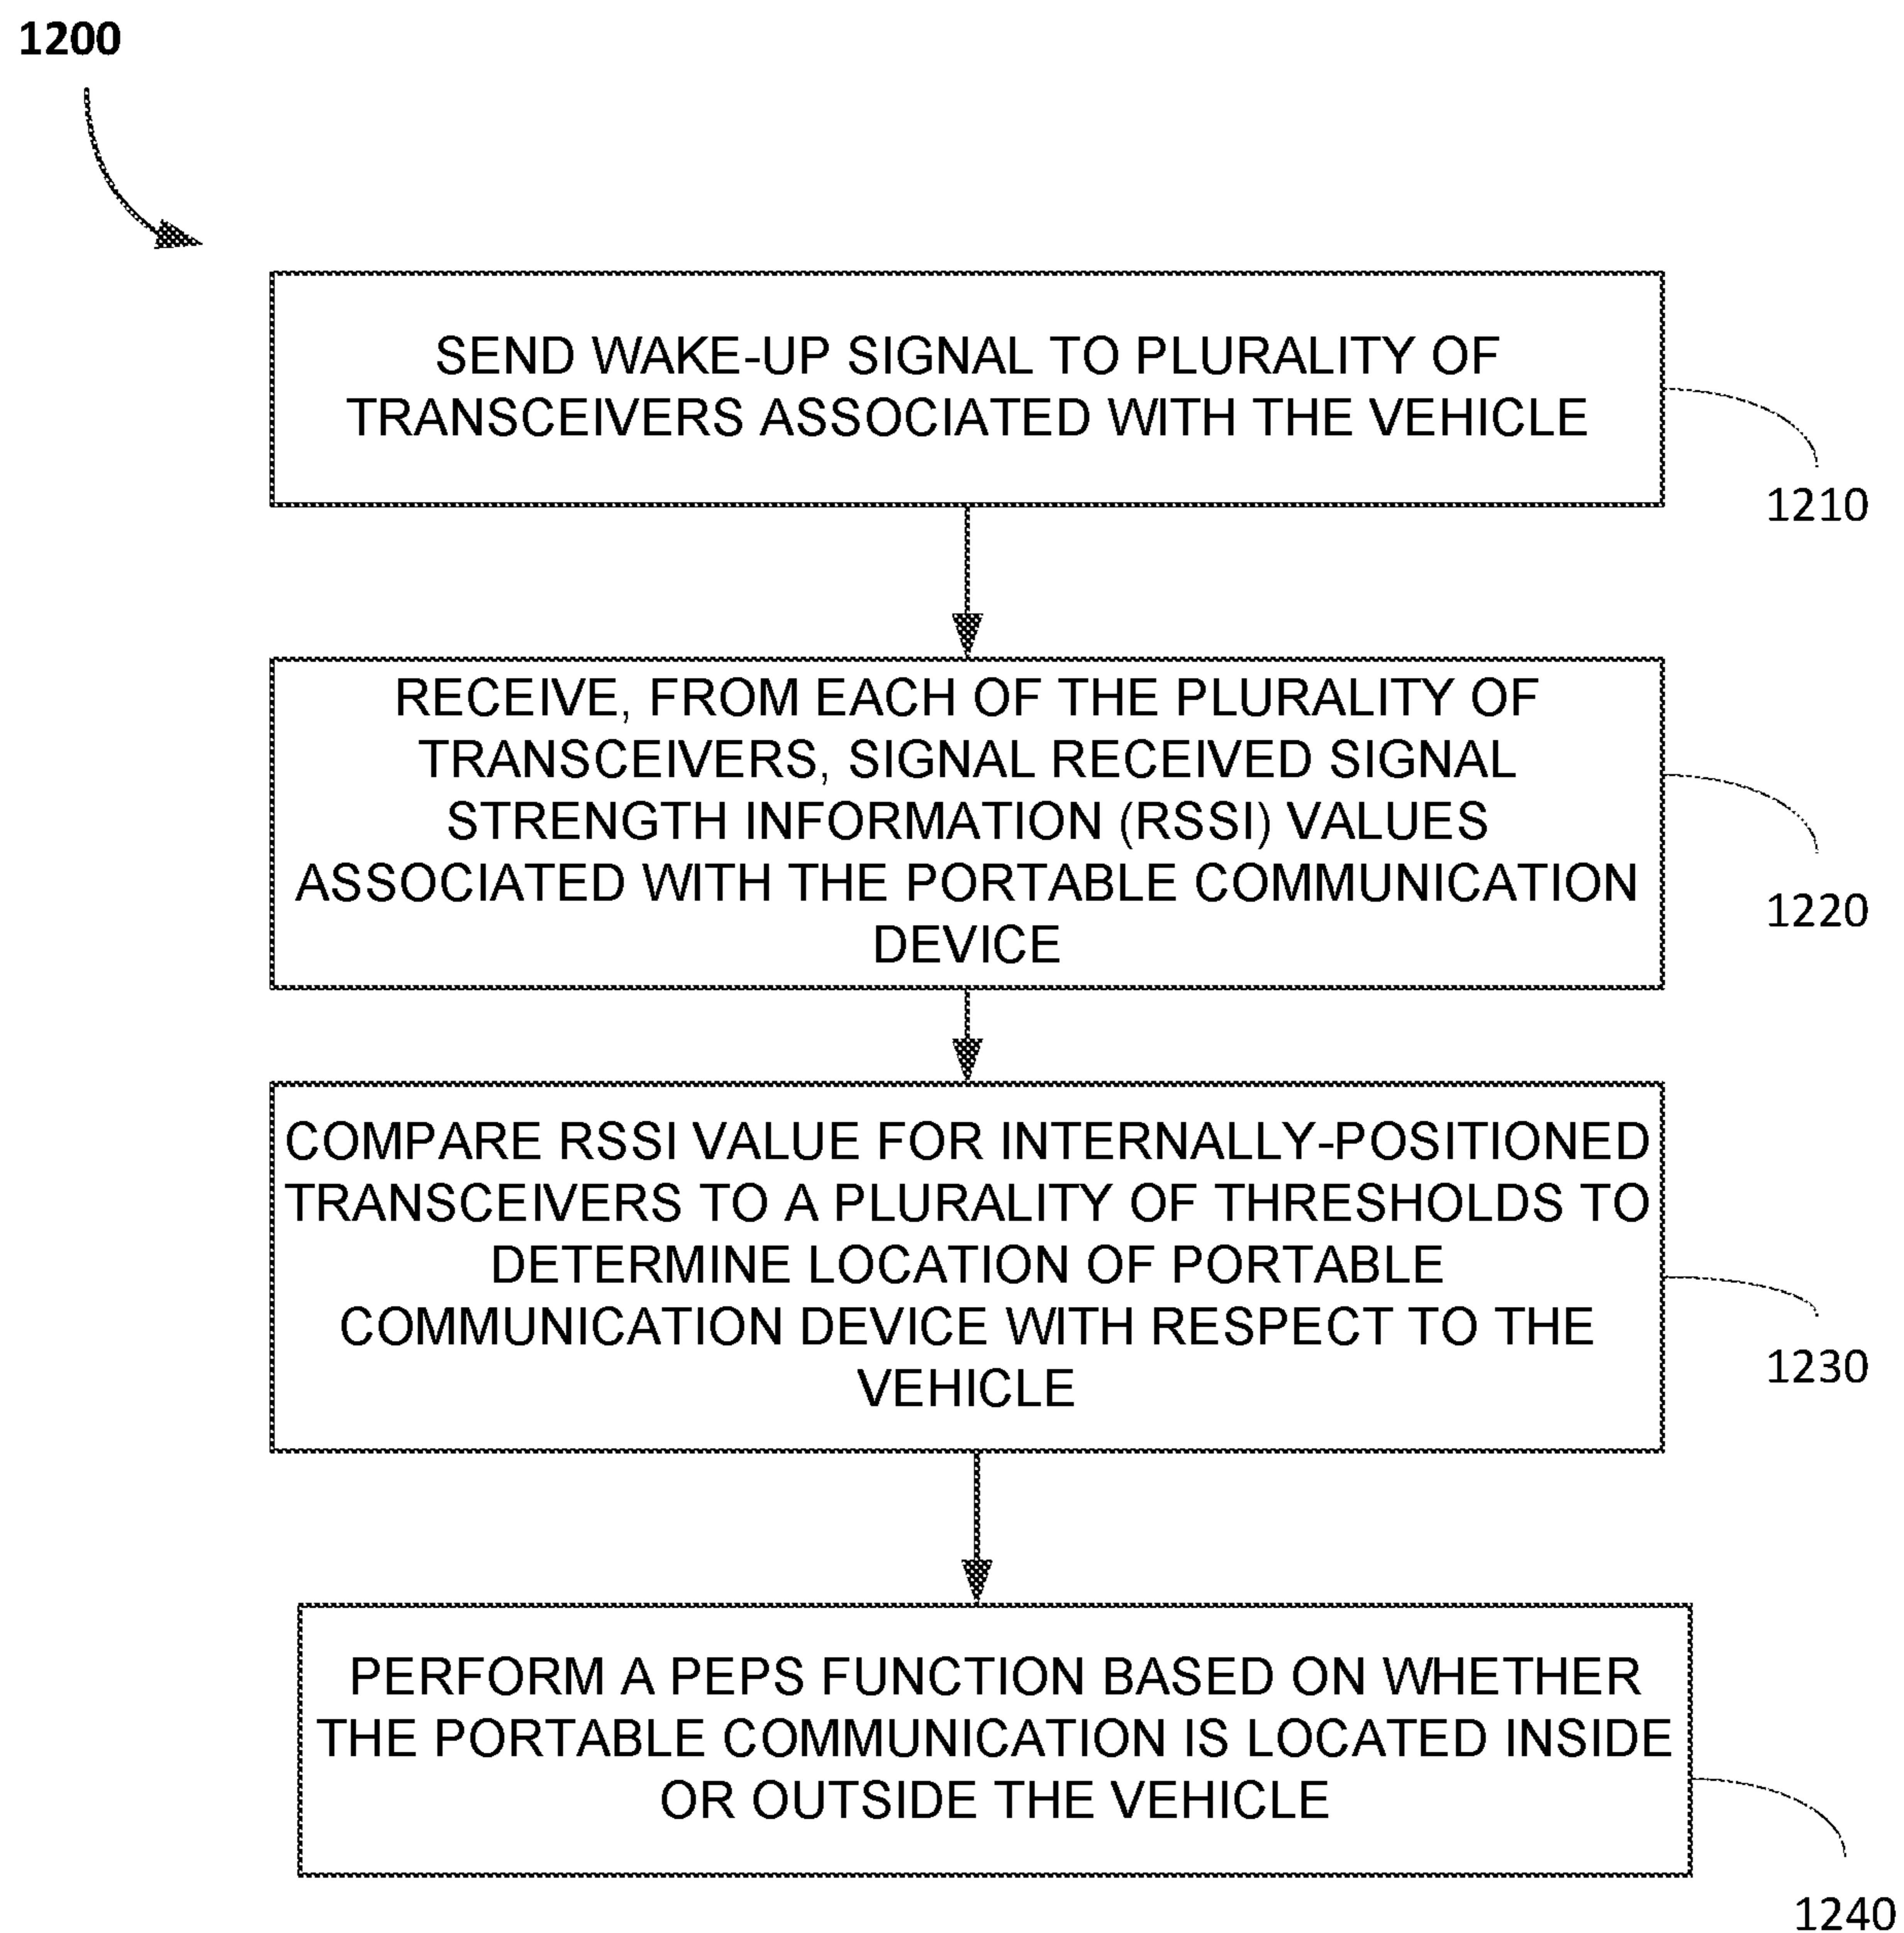 1200
SEND WAKE-UP SIGNAL TO PLURALITY OF
TRANSCEIVERS ASSOCIATED WITH THE VEHICLE
1210
RECEIVE, FROM EACH OF THE PLURALITY OF
TRANSCEIVERS, SIGNAL RECEIVED SIGNAL
STRENGTH INFORMATION (RSSI) VALUES
ASSOCIATED WITH THE PORTABLE COMMUNICATION
DEVICE
1220
COMPARE RSSI VALUE FOR INTERNALLY-POSITIONED
TRANSCEIVERS TO A PLURALITY OF THRESHOLDS TO
DETERMINE LOCATION OF PORTABLE
COMMUNICATION DEVICE WITH RESPECT TO THE
VEHICLE
1230
PERFORM A PEPS FUNCTION BASED ON WHETHER
THE PORTABLE COMMUNICATION IS LOCATED INSIDE
OR OUTSIDE THE VEHICLE
1240